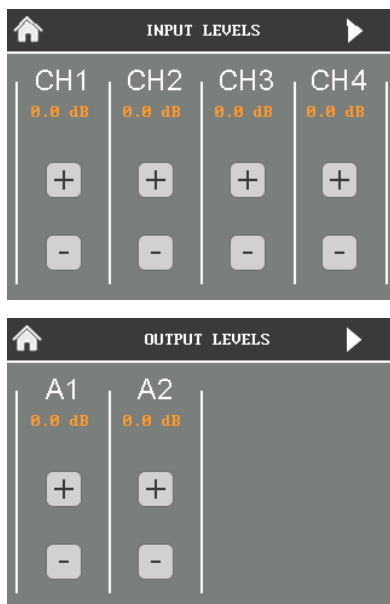 INPUT LEVELS
CH1 CH2 CH3 CH4
0.0 dB 0.0 dB 0.0 dB 0.0 dB
+ + + +
- - - -
OUTPUT LEVELS
A1 A2
0.0 dB 0.0 dB
+ +
- -